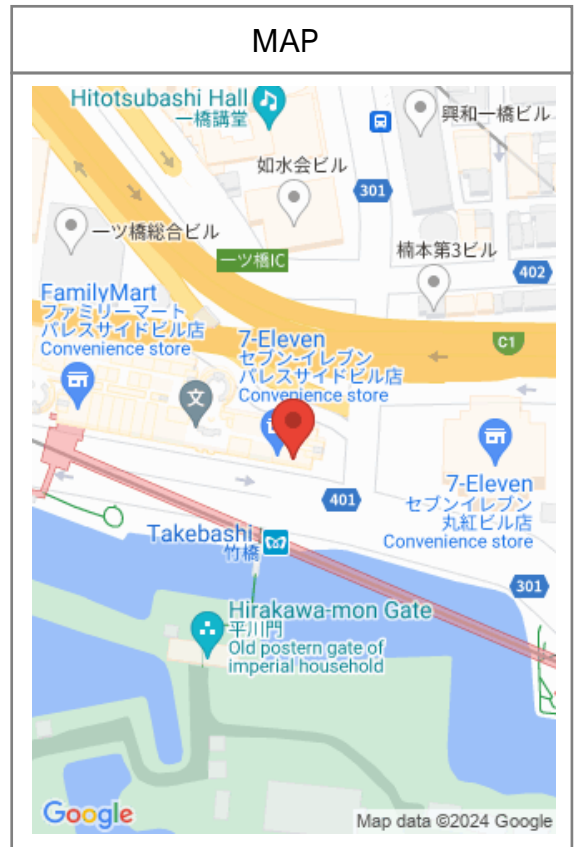 MAP
Hitotsubashi Hall
一橋講堂
興和一橋ビル
如水会ビル
301
一ツ橋総合ビル
一ツ橋IC
楠本第3ビル
402
FamilyMart
ファミリーマート
パレスサイドビル店
Convenience store
7-Eleven
セブン-イレブン
パレスサイドビル店
Convenience store
C1
文
7-Eleven
セブンイレブン
丸紅ビル店
Convenience store
401
Takebashi
竹橋
301
Hirakawa-mon Gate
平川門
Old postern gate of
imperial household
Google
Map data ©2024 Google